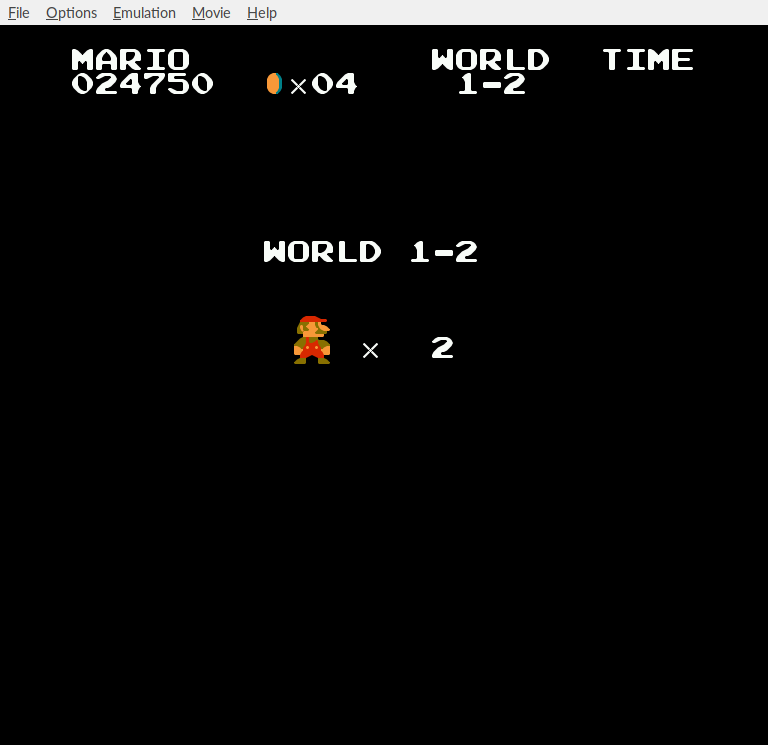 File Options Emulation Movie Help
MARIO WORLD TIME
024750 ×04 1-2
WORLD 1-2
× 2